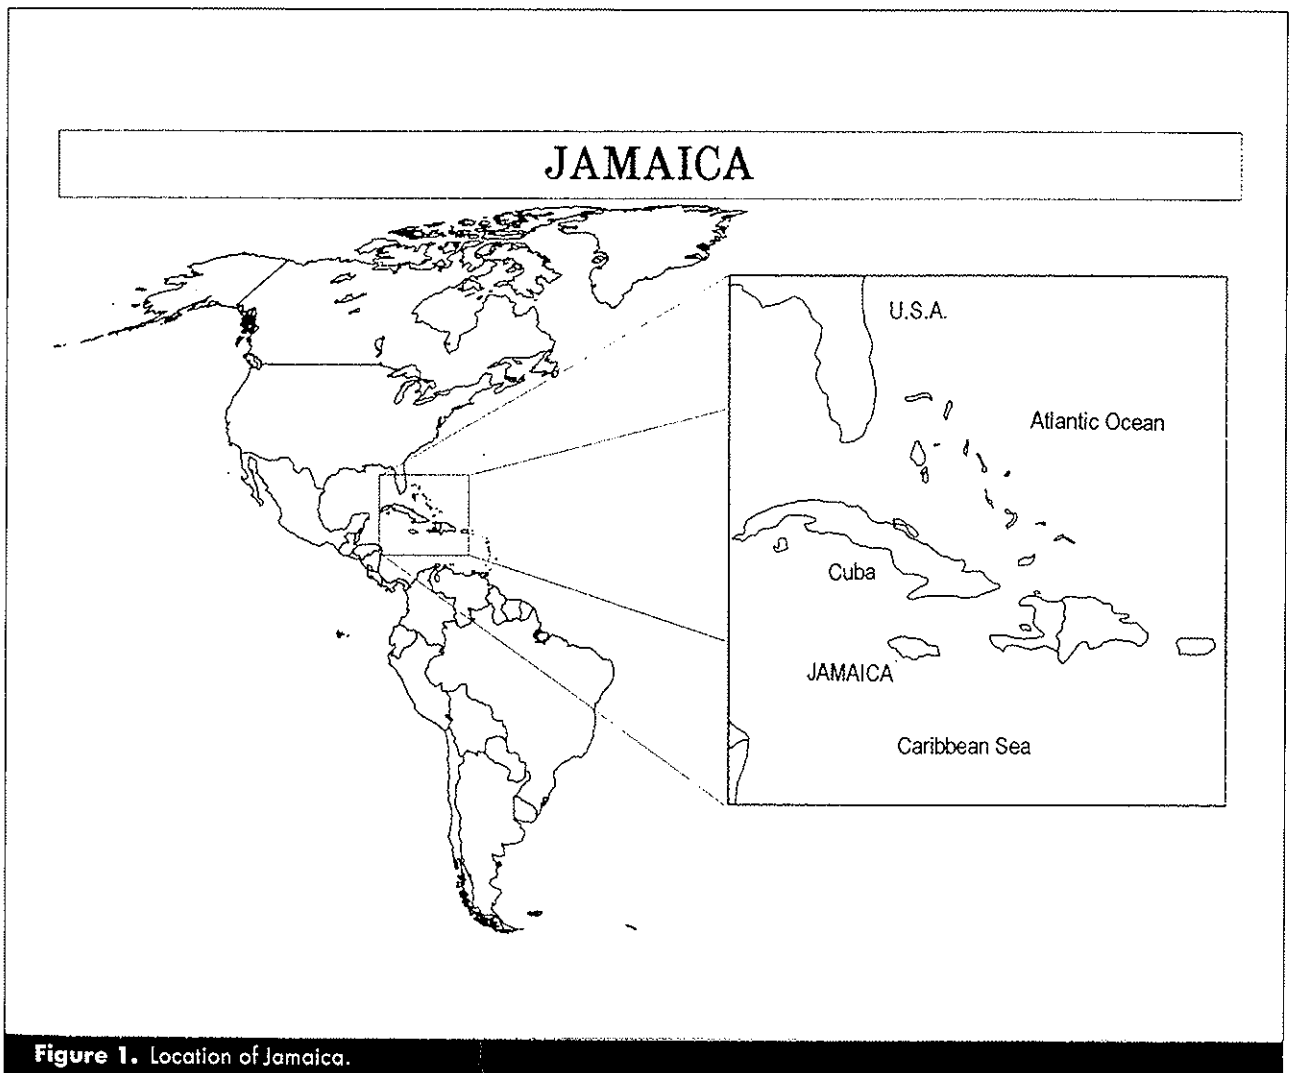 JAMAICA
U.S.A.
Atlantic Ocean
Cuba
JAMAICA
Caribbean Sea
Figure 1. Location of Jamaica.